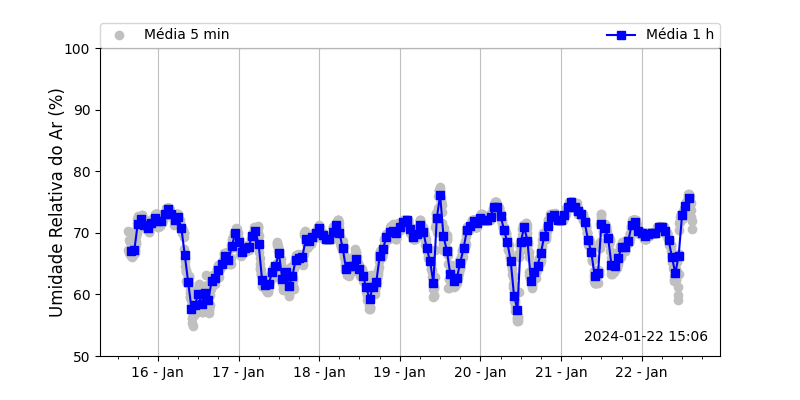 Média 5 min
Média 1 h
Umidade Relativa do Ar (%)
100
90
80
70
60
50
2024-01-22 15:06
16 - Jan
17 - Jan
18 - Jan
19 - Jan
20 - Jan
21 - Jan
22 - Jan